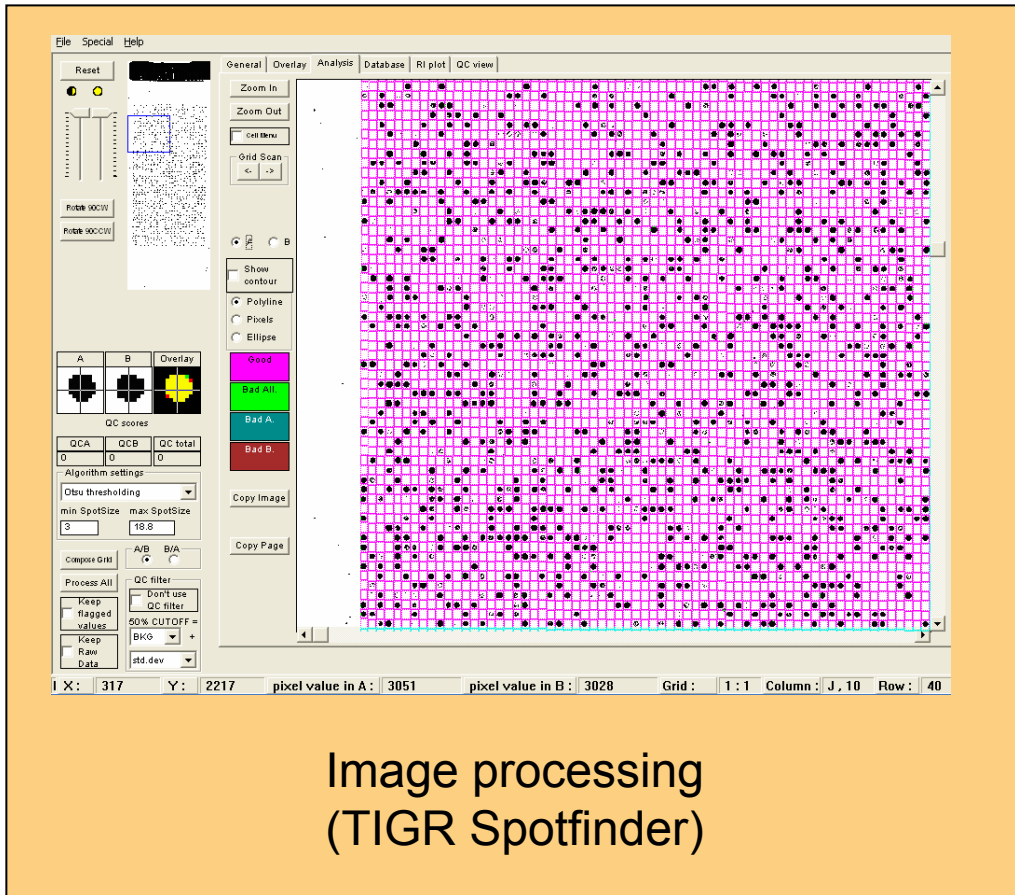 File Special Help
Reset
General Overlay Analysis Database RI plot QC view
Zoom In
Zoom Out
Cell Menu
Grid Scan
<- ->
Rotate 90CW
Rotate 90CCW
A B
Show
contour
Polyline
Pixels
Ellipse
Good
Bad All.
Bad A.
Bad B.
Copy Image
Copy Page
A B Overlay
QC scores
QCA QCB QC total
0 0 0
Algorithm settings
Otsu thresholding
min SpotSize max SpotSize
3 18.8
Compose Grid
A/B B/A
Process All
QC filter
Don't use
QC filter
Keep
flagged
values
50% CUTOFF =
BKG +
Keep
Raw
Data
std.dev
X: 317 Y: 2217 pixel value in A: 3051 pixel value in B: 3028 Grid: 1:1 Column: J, 10 Row: 40
Image processing
(TIGR Spotfinder)